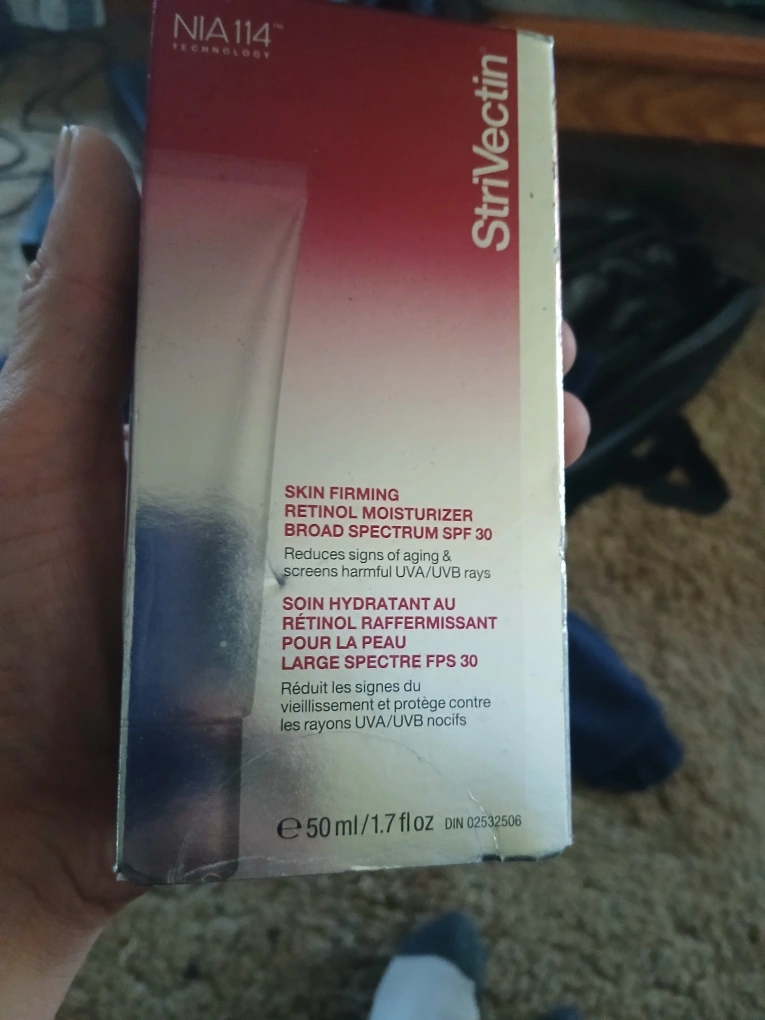 NIA 114™
TECHNOLOGY
StriVectin®
SKIN FIRMING
RETINOL MOISTURIZER
BROAD SPECTRUM SPF 30
Reduces signs of aging &
screens harmful UVA/UVB rays
SOIN HYDRATANT AU
RÉTINOL RAFFERMISSANT
POUR LA PEAU
LARGE SPECTRE FPS 30
Réduit les signes du
vieillissement et protège contre
les rayons UVA/UVB nocifs
℮ 50 ml/1.7 fl oz DIN 02532506